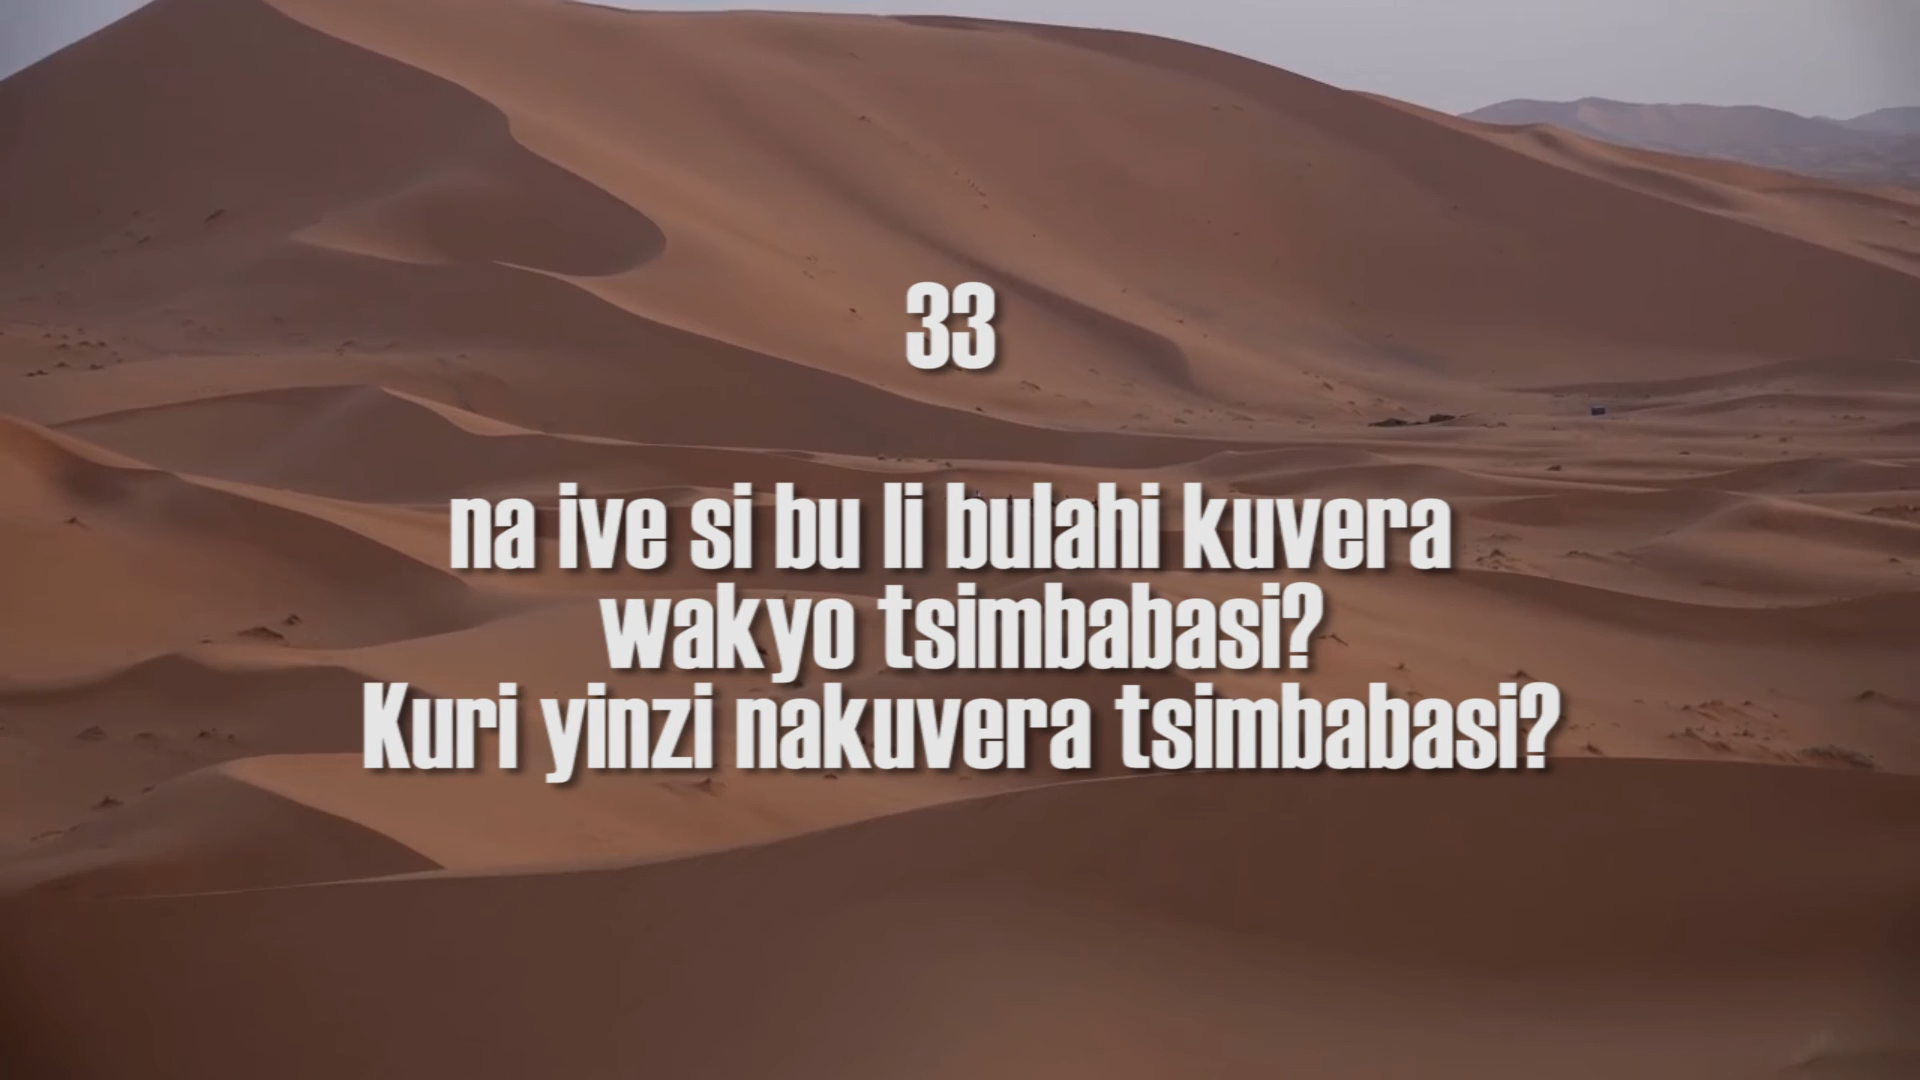 33
na ive si bu li bulahi kuvera
wakyo tsimbabasi?
Kuri yinzi nakuvera tsimbabasi?